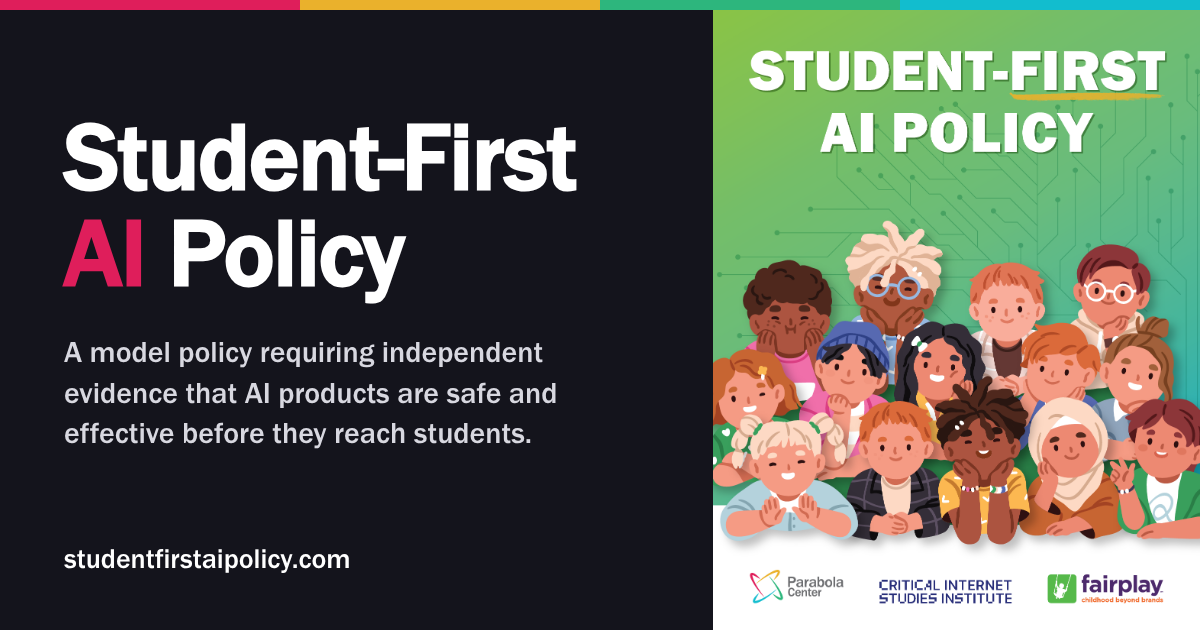 Student-First
AI Policy
A model policy requiring independent
evidence that AI products are safe and
effective before they reach students.
studentfirstaipolicy.com
STUDENT-FIRST
AI POLICY
Parabola
Center
CRITICAL INTERNET
STUDIES INSTITUTE
fairplay
childhood beyond brands